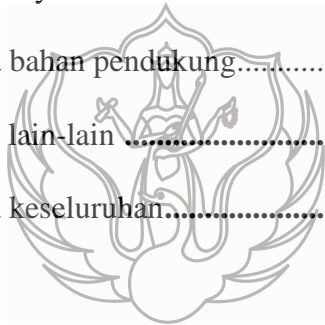 bahan pendukung............
lain-lain ......................
keseluruhan...................